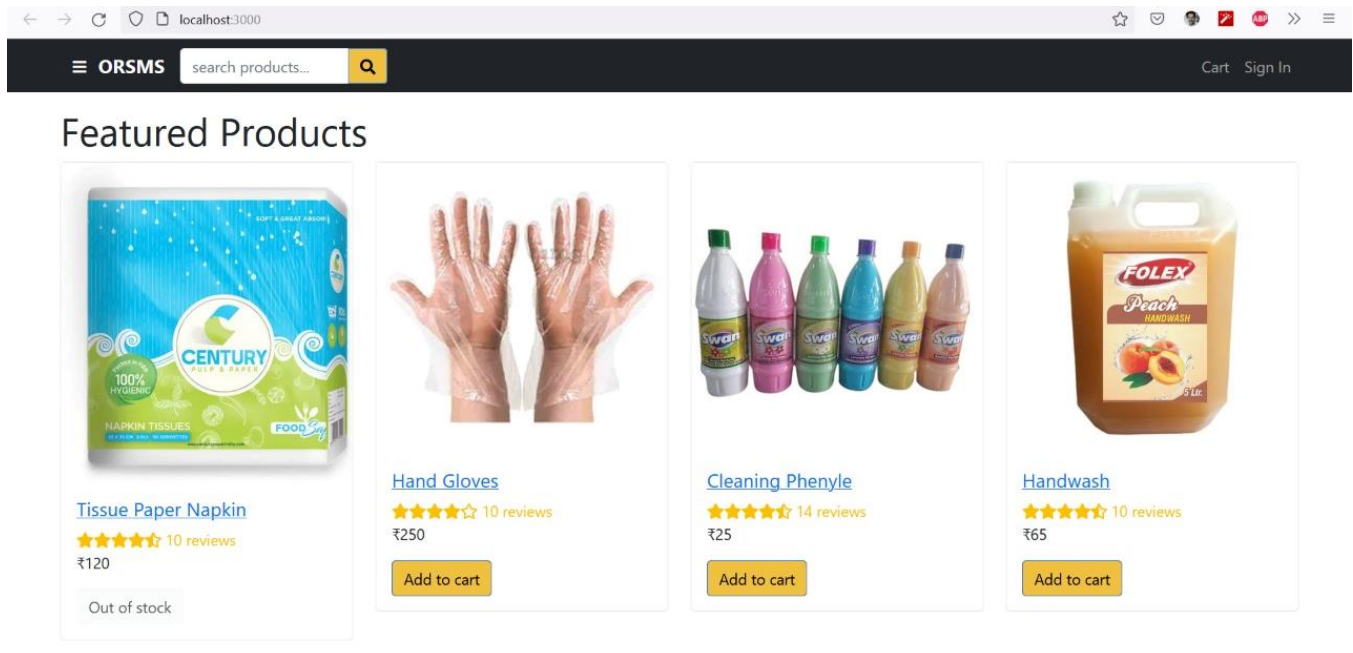 localhost:3000
ABP
ORSMS
search products...
Cart Sign In
Featured Products
SOFT & GREAT ABSORB
CENTURY
CENTURY
PULP & PAPER
100%
HYGIENIC
NAPKIN TISSUES
FOOD
Swan
Swan
Swan
Swan
Swan
Swan
FOLEX
Peach
HANDWASH
5 Ltr.
Tissue Paper Napkin
10 reviews
₹120
Out of stock
Hand Gloves
10 reviews
₹250
Add to cart
Cleaning Phenyle
14 reviews
₹25
Add to cart
Handwash
10 reviews
₹65
Add to cart